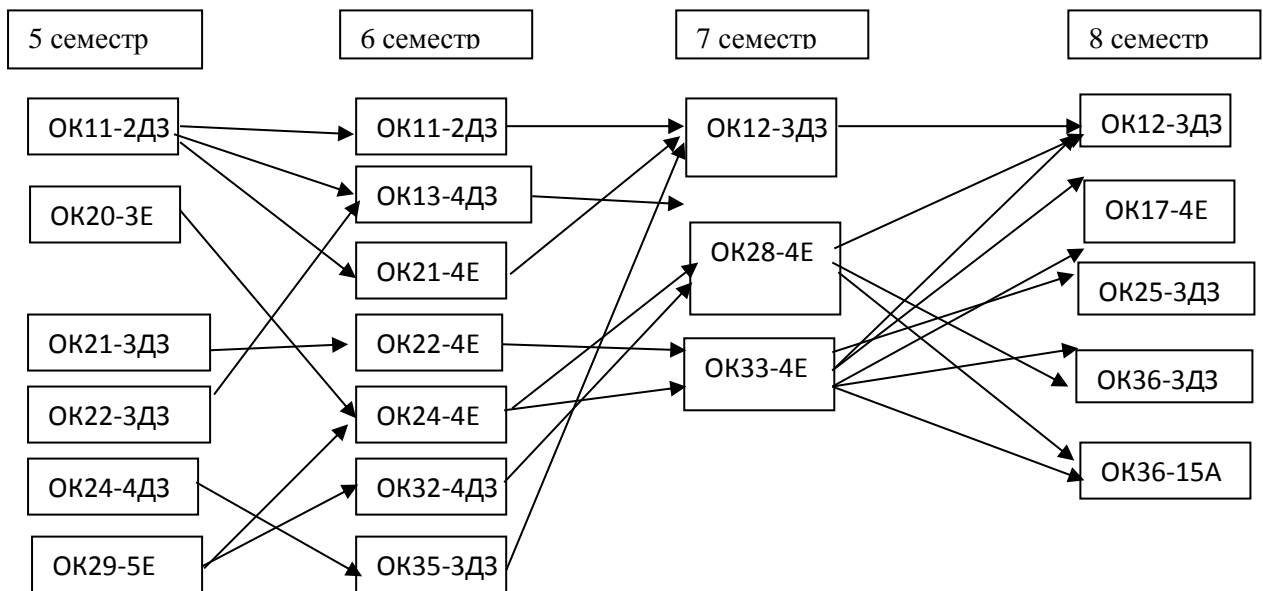 5 семестр
6 семестр
7 семестр
8 семестр
ОК11-2ДЗ
ОК11-2ДЗ
ОК12-3ДЗ
ОК12-3ДЗ
ОК20-3Е
ОК13-4ДЗ
ОК17-4Е
ОК21-4Е
ОК28-4Е
ОК25-3ДЗ
ОК21-3ДЗ
ОК22-4Е
ОК33-4Е
ОК36-3ДЗ
ОК22-3ДЗ
ОК24-4Е
ОК24-4ДЗ
ОК32-4ДЗ
ОК36-15А
ОК29-5Е
ОК35-3ДЗ